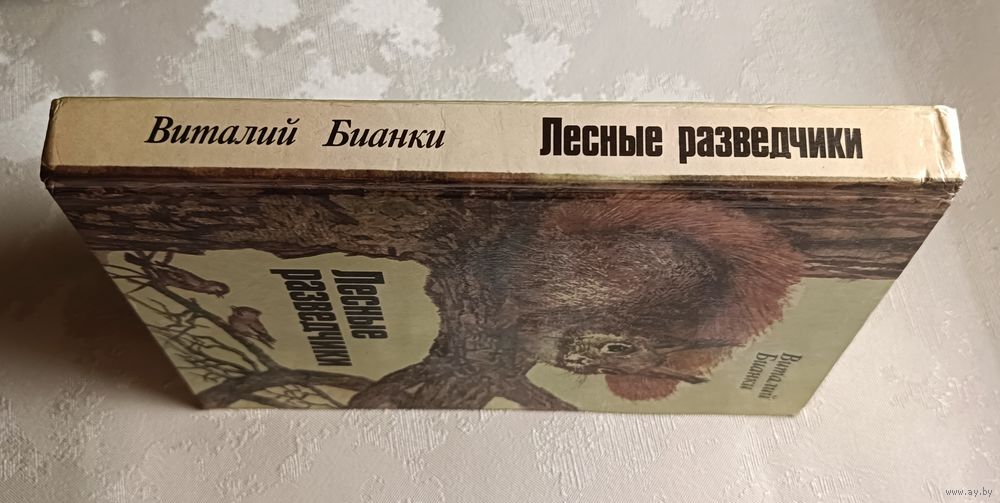 Виталий Бианки Лесные разведчики
Лесные
разведчики
Виталий
Бианки
www.ay.by